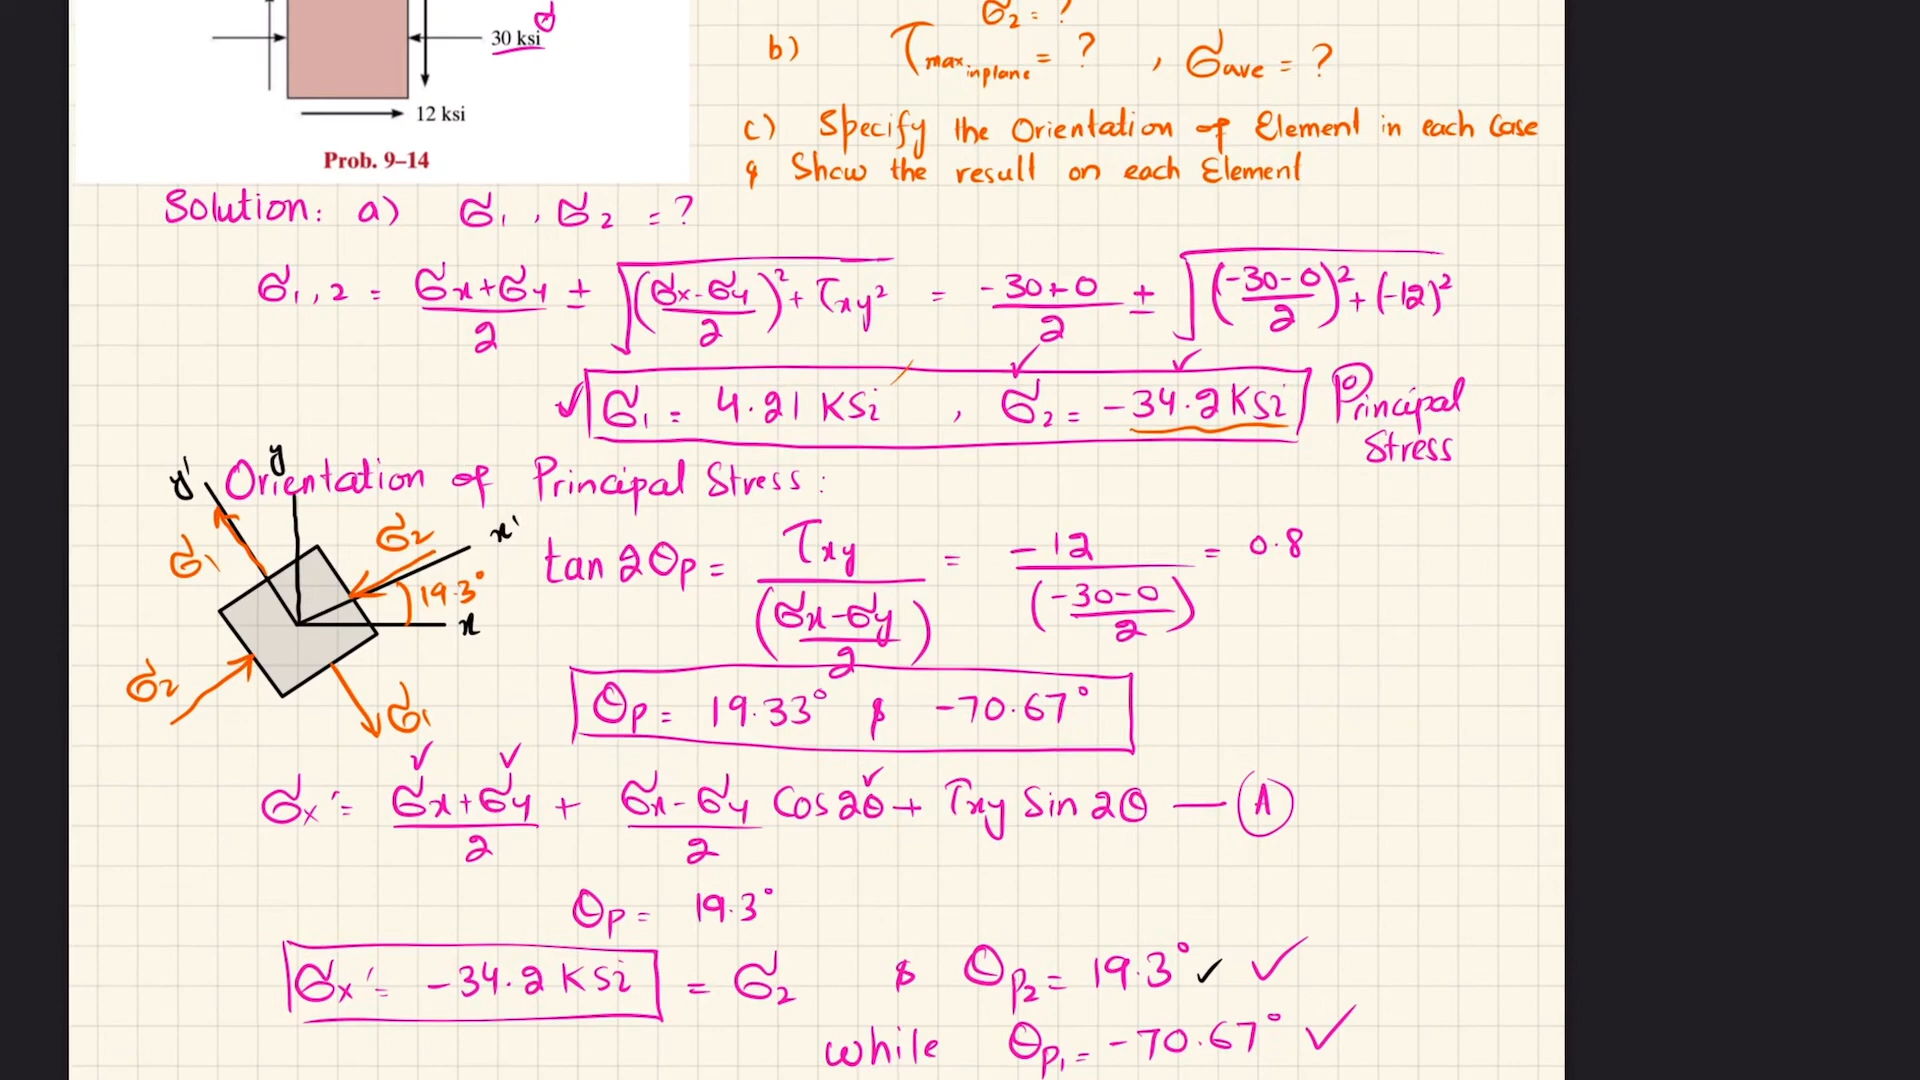 σ2 = ?
30 ksi
b) τmax inplane = ? , σave = ?
12 ksi
c) Specify the Orientation of Element in each Case
& Show the result on each Element
Prob. 9–14
Solution: a) σ1 , σ2 = ?
σ1,2 = (σx+σy)/2 ± √(((σx-σy)/2)² + τxy²) = (-30+0)/2 ± √(((-30-0)/2)² + (-12)²)
σ1 = 4.21 KSi , σ2 = -34.2 KSi Principal
Stress
Orientation of Principal Stress :
y
y'
x'
x
σ1
σ2
19.3°
σ2
σ1
tan 2θp = τxy/((σx-σy)/2) = -12/((-30-0)/2) = 0.8
θp = 19.33° & -70.67°
σx' = (σx+σy)/2 + (σx-σy)/2 Cos 2θ + τxy Sin 2θ — A
θp = 19.3°
σx' = -34.2 KSi = σ2 & θp2 = 19.3° ✓ ✓
while θp1 = -70.67° ✓